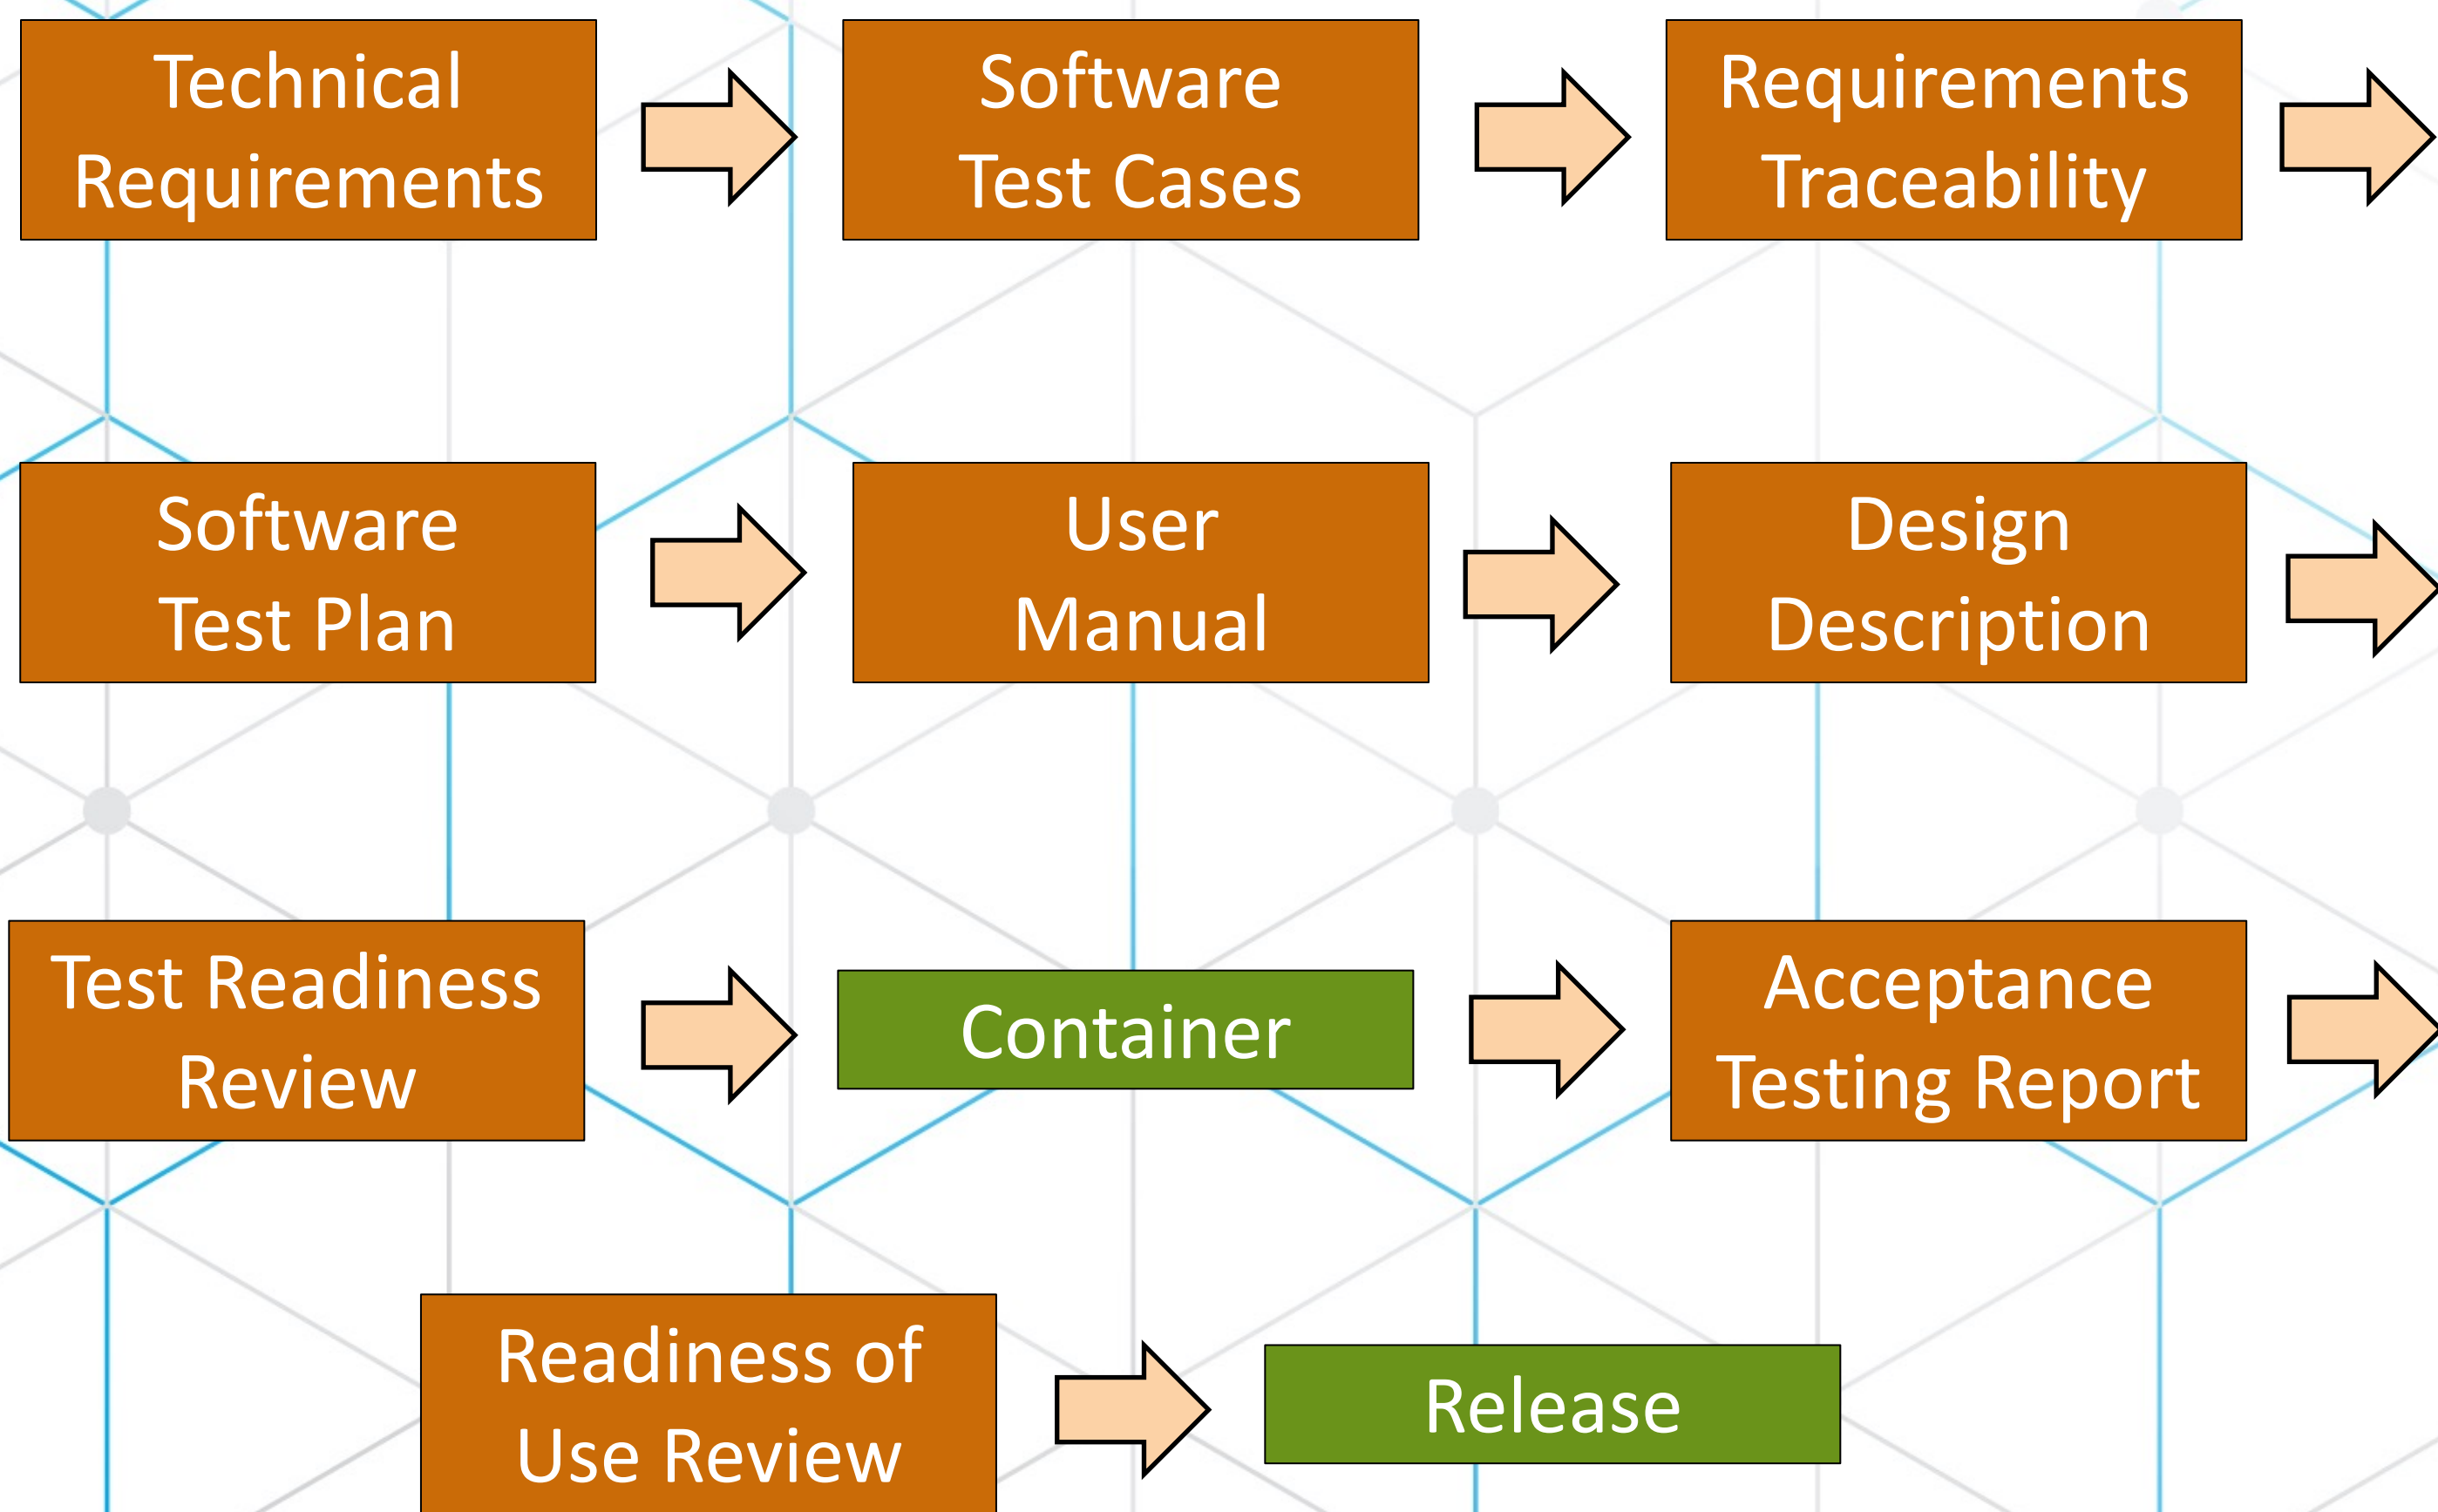 Technical
Requirements
Software
Test Cases
Requirements
Traceability
Software
Test Plan
User
Manual
Design
Description
Test Readiness
Review
Container
Acceptance
Testing Report
Readiness of
Use Review
Release